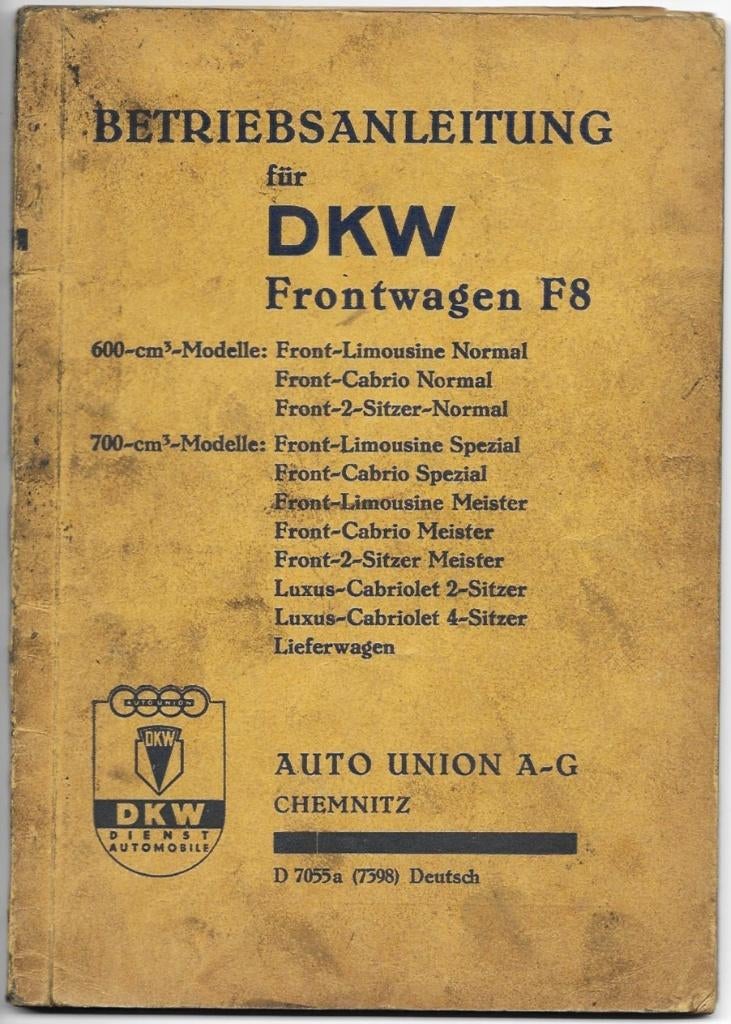 BETRIEBSANLEITUNG
für
DKW
Frontwagen F8
600-cm³-Modelle: Front-Limousine Normal
Front-Cabrio Normal
Front-2-Sitzer-Normal
700-cm³-Modelle: Front-Limousine Spezial
Front-Cabrio Spezial
Front-Limousine Meister
Front-Cabrio Meister
Front-2-Sitzer Meister
Luxus-Cabriolet 2-Sitzer
Luxus-Cabriolet 4-Sitzer
Lieferwagen
AUTO UNION
DKW
DKW
DIENST
AUTOMOBILE
AUTO UNION A-G
CHEMNITZ
D 7055a (7398) Deutsch